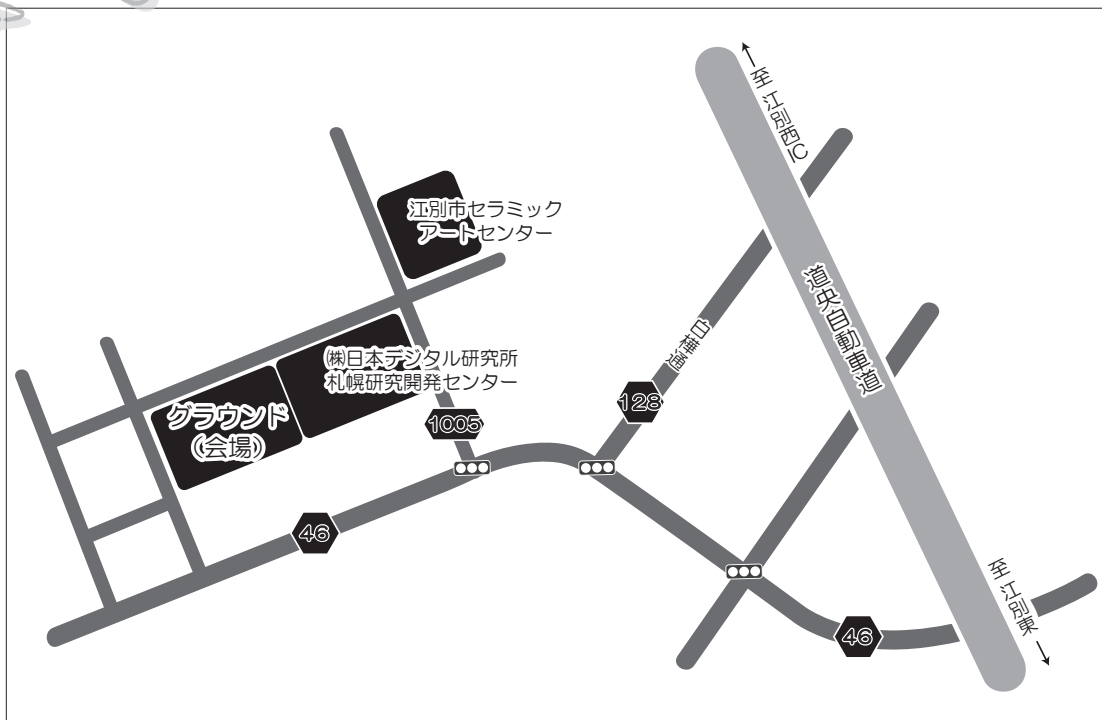 至 江別西IC
江別市セラミック
アートセンター
道央自動車道
白樺通
㈱日本デジタル研究所
札幌研究開発センター
グラウンド
(会場)
128
1005
46
46
至 江別東